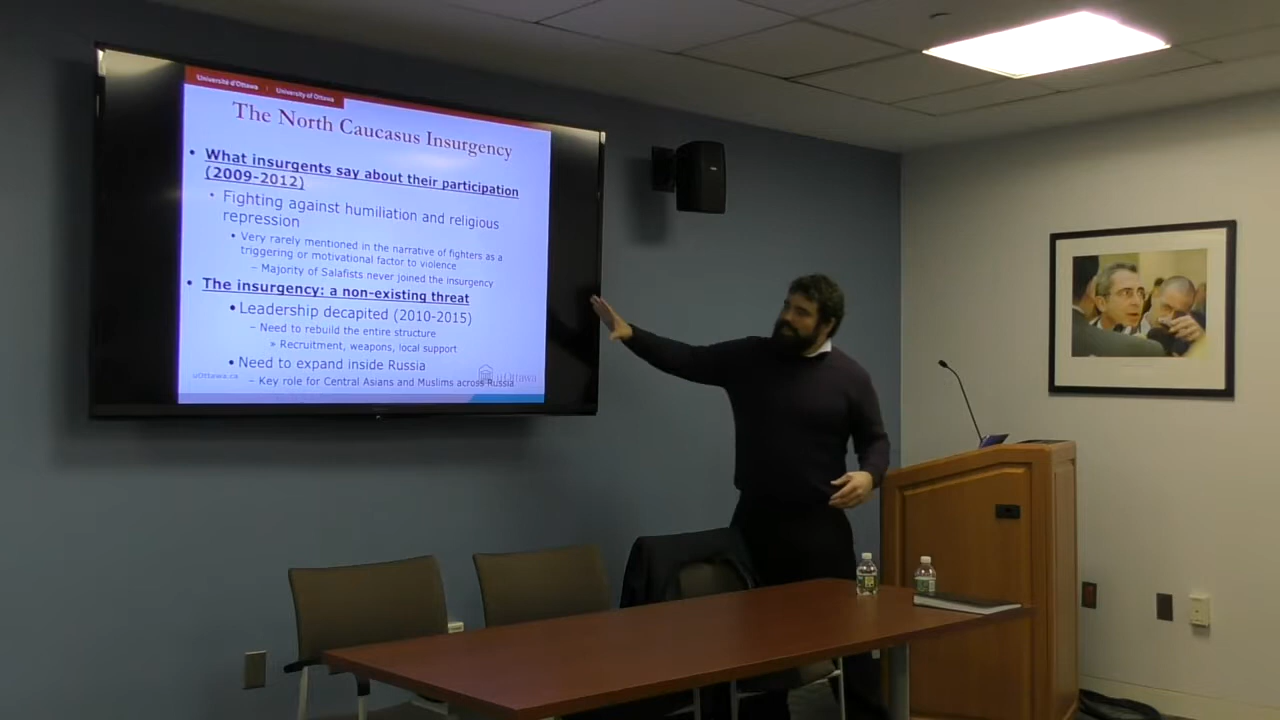 Université d'Ottawa | University of Ottawa
The North Caucasus Insurgency
• What insurgents say about their participation
(2009-2012)
• Fighting against humiliation and religious
repression
• Very rarely mentioned in the narrative of fighters as a
triggering or motivational factor to violence
– Majority of Salafists never joined the insurgency
• The insurgency: a non-existing threat
• Leadership decapited (2010-2015)
– Need to rebuild the entire structure
» Recruitment, weapons, local support
• Need to expand inside Russia
– Key role for Central Asians and Muslims across Russia
uOttawa.ca
uOttawa